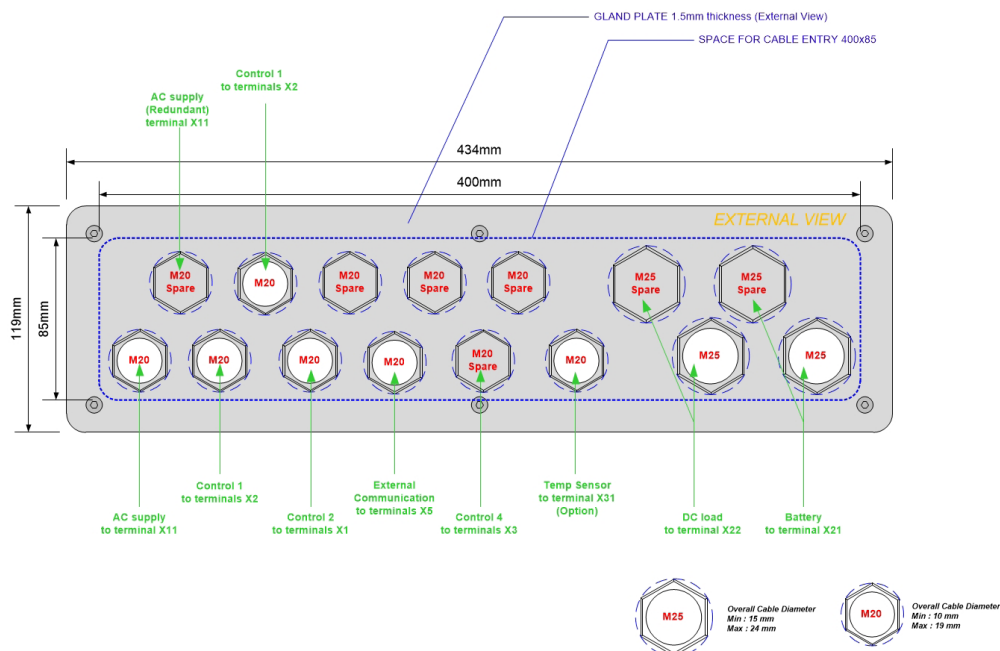 GLAND PLATE 1.5mm thickness (External View)
SPACE FOR CABLE ENTRY 400x85
Control 1
to terminals X2
AC supply
(Redundant)
terminal X11
434mm
400mm
EXTERNAL VIEW
119mm
85mm
M20
Spare
M20
M20
Spare
M20
Spare
M20
Spare
M25
Spare
M25
Spare
M20
M20
M20
M20
M20
Spare
M20
M25
M25
AC supply
to terminal X11
Control 1
to terminals X2
Control 2
to terminals X1
External
Communication
to terminals X5
Control 4
to terminals X3
Temp Sensor
to terminal X31
(Option)
DC load
to terminal X22
Battery
to terminal X21
M25
Overall Cable Diameter
Min : 15 mm
Max : 24 mm
M20
Overall Cable Diameter
Min : 10 mm
Max : 19 mm